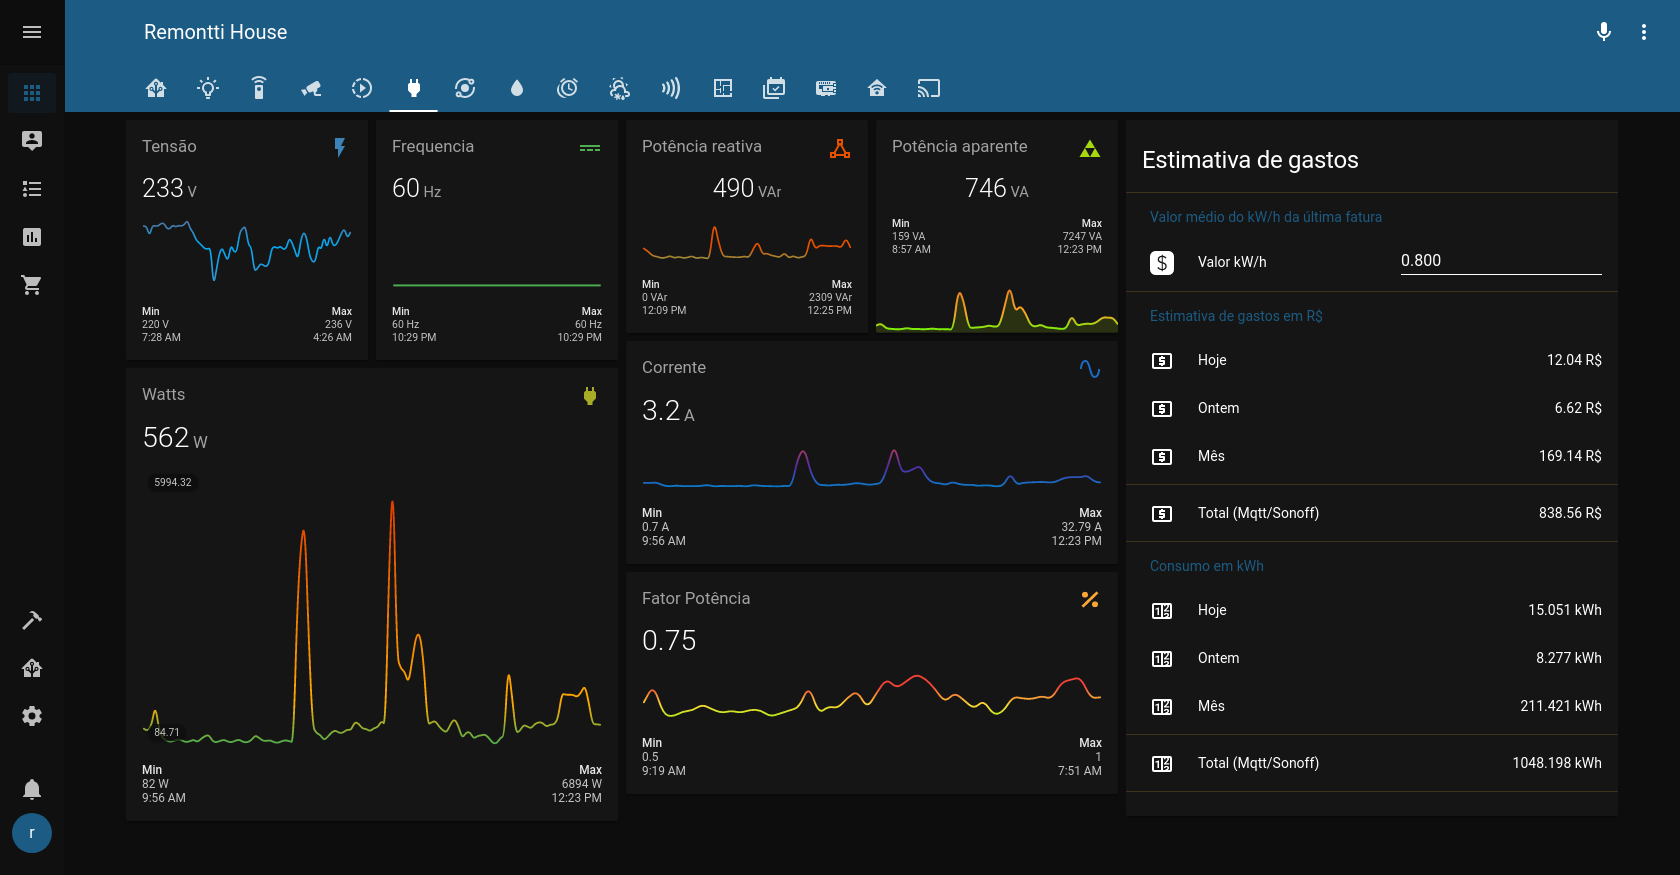 Remontti House
Tensão
233 V
Min Max
220 V 236 V
7:28 AM 4:26 AM
Frequencia
60 Hz
Min Max
60 Hz 60 Hz
10:29 PM 10:29 PM
Potência reativa
490 VAr
Min Max
0 VAr 2309 VAr
12:09 PM 12:25 PM
Potência aparente
746 VA
Min Max
159 VA 7247 VA
8:57 AM 12:23 PM
Watts
562 W
5994.32
84.71
Min Max
82 W 6894 W
9:56 AM 12:23 PM
Corrente
3.2 A
Min Max
0.7 A 32.79 A
9:56 AM 12:23 PM
Fator Potência
0.75
Min Max
0.5 1
9:19 AM 7:51 AM
Estimativa de gastos
Valor médio do kW/h da última fatura
Valor kW/h 0.800
Estimativa de gastos em R$
Hoje 12.04 R$
Ontem 6.62 R$
Mês 169.14 R$
Total (Mqtt/Sonoff) 838.56 R$
Consumo em kWh
Hoje 15.051 kWh
Ontem 8.277 kWh
Mês 211.421 kWh
Total (Mqtt/Sonoff) 1048.198 kWh
r